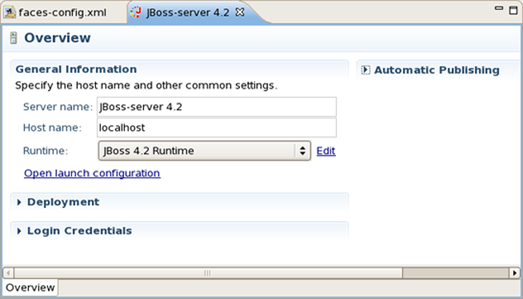 faces-config.xml
JBoss-server 4.2
Overview
General Information
Specify the host name and other common settings.
Server name: JBoss-server 4.2
Host name: localhost
Runtime: JBoss 4.2 Runtime Edit
Open launch configuration
Deployment
Login Credentials
Automatic Publishing
Overview